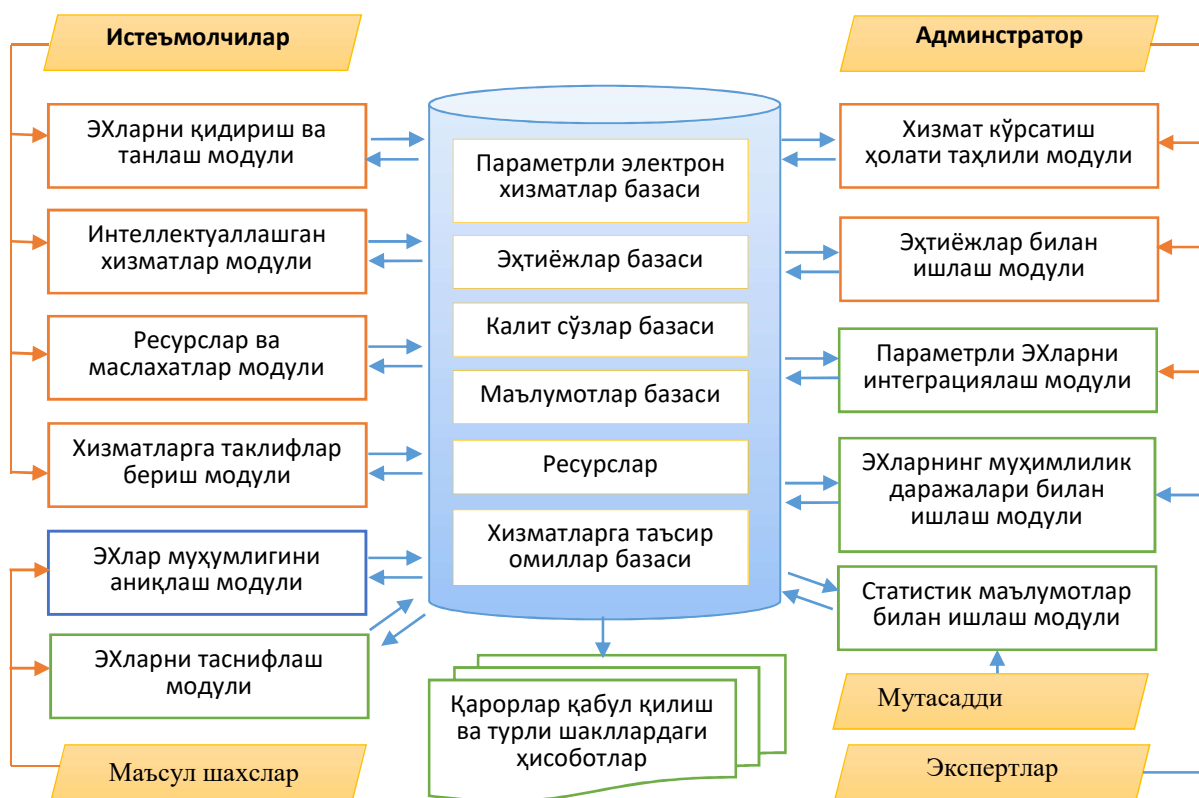 Истеъмолчилар
Админстратор
ЭХларни қидириш ва
танлаш модули
Интеллектуаллашган
хизматлар модули
Ресурслар ва
маслахатлар модули
Хизматларга таклифлар
бериш модули
ЭХлар муҳумлигини
аниқлаш модули
ЭХларни таснифлаш
модули
Маъсул шахслар
Параметрли электрон
хизматлар базаси
Эҳтиёжлар базаси
Калит сўзлар базаси
Маълумотлар базаси
Ресурслар
Хизматларга таъсир
омиллар базаси
Қарорлар қабул қилиш
ва турли шакллардаги
ҳисоботлар
Хизмат кўрсатиш
ҳолати таҳлили модули
Эҳтиёжлар билан
ишлаш модули
Параметрли ЭХларни
интеграциялаш модули
ЭХларнинг муҳимлилик
даражалари билан
ишлаш модули
Статистик маълумотлар
билан ишлаш модули
Мутасадди
Экспертлар